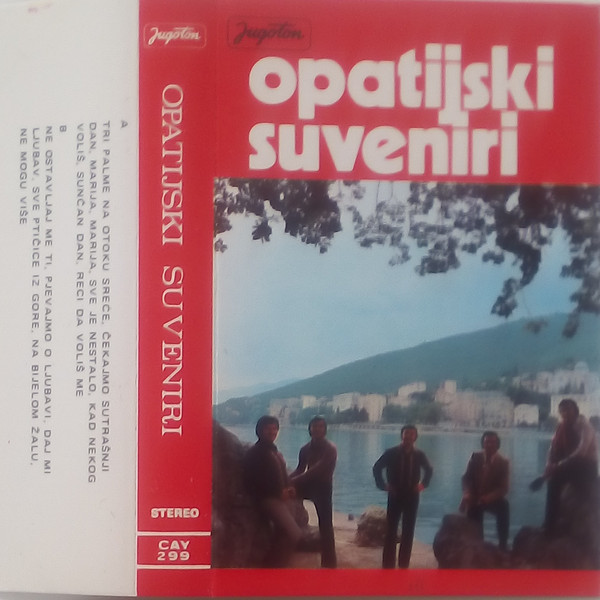 Jugoton
opatijski
suveniri
Jugoton
OPATIJSKI SUVENIRI
STEREO
CAY
299
A
TRI PALME NA OTOKU SREĆE, ČEKAJMO SUTRAŠNJI
DAN, MARIJA, MARIJA, SVE JE NESTALO, KAD NEKOG
VOLIŠ, SUNČAN DAN, RECI DA VOLIŠ ME
B
NE OSTAVLJAJ ME TI, PJEVAJMO O LJUBAVI, DAJ MI
LJUBAV, SVE PTIČICE IZ GORE, NA BIJELOM ŽALU,
NE MOGU VIŠE